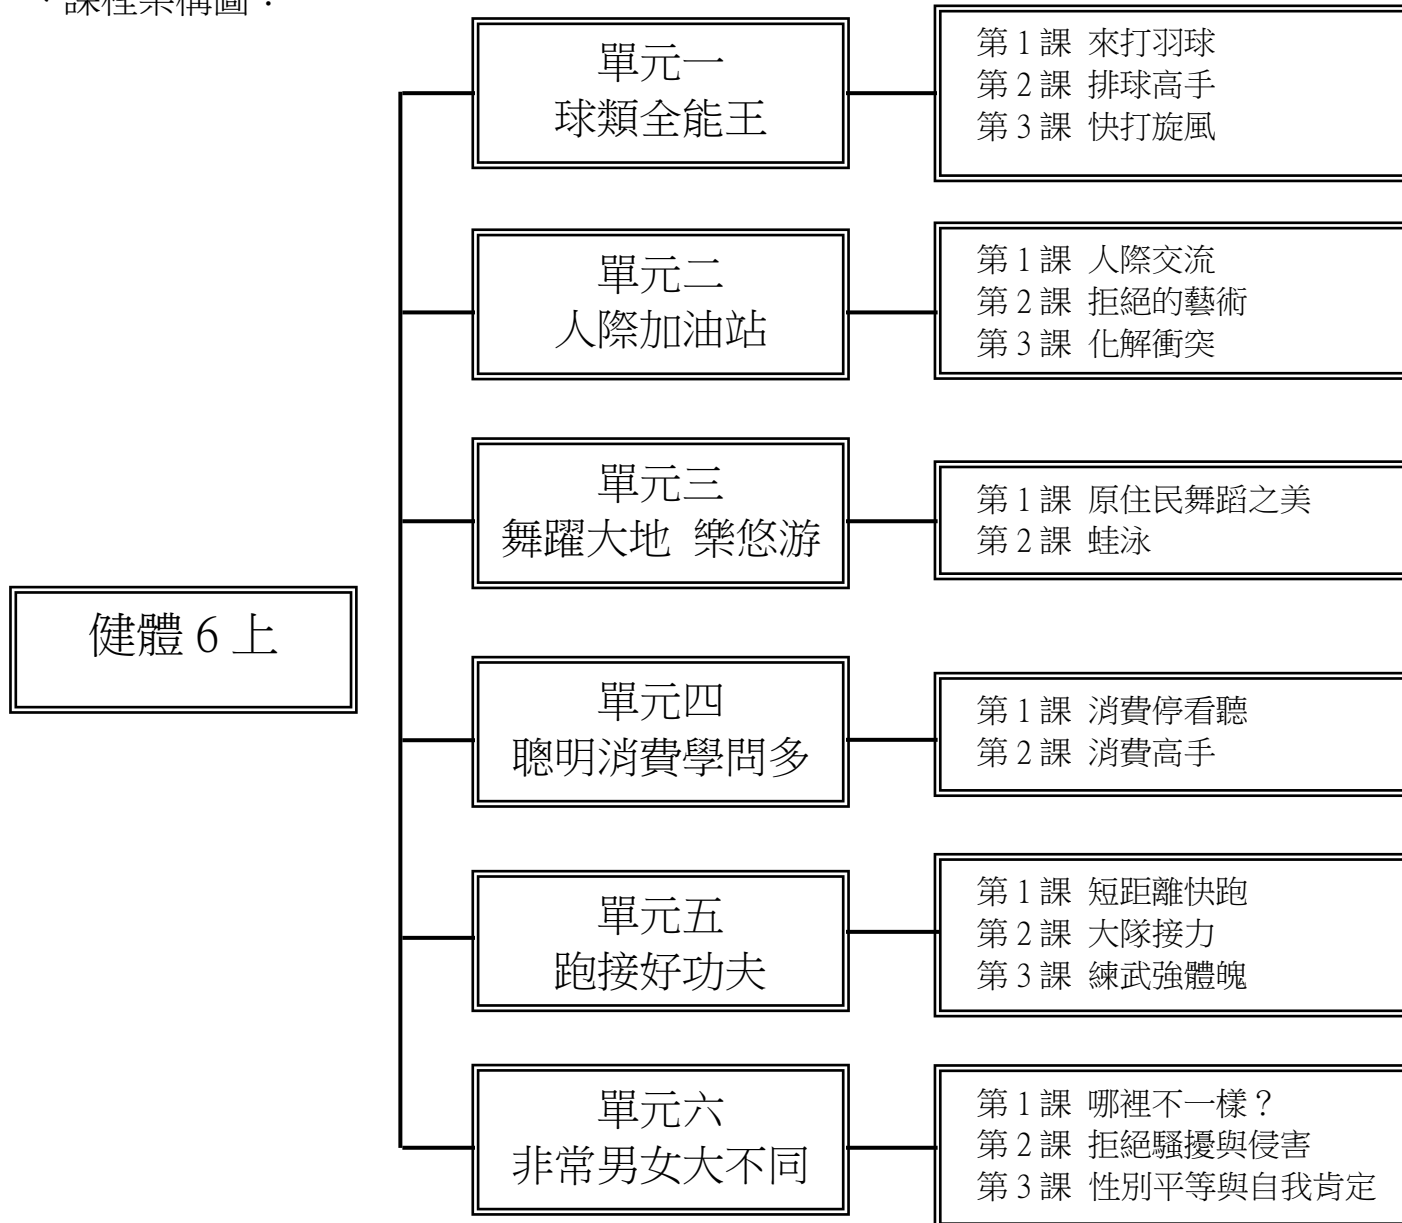 、課程架構圖：
健體 6 上
單元一
球類全能王
第 1 課 來打羽球
第 2 課 排球高手
第 3 課 快打旋風
單元二
人際加油站
第 1 課 人際交流
第 2 課 拒絕的藝術
第 3 課 化解衝突
單元三
舞躍大地 樂悠游
第 1 課 原住民舞蹈之美
第 2 課 蛙泳
單元四
聰明消費學問多
第 1 課 消費停看聽
第 2 課 消費高手
單元五
跑接好功夫
第 1 課 短距離快跑
第 2 課 大隊接力
第 3 課 練武強體魄
單元六
非常男女大不同
第 1 課 哪裡不一樣？
第 2 課 拒絕騷擾與侵害
第 3 課 性別平等與自我肯定